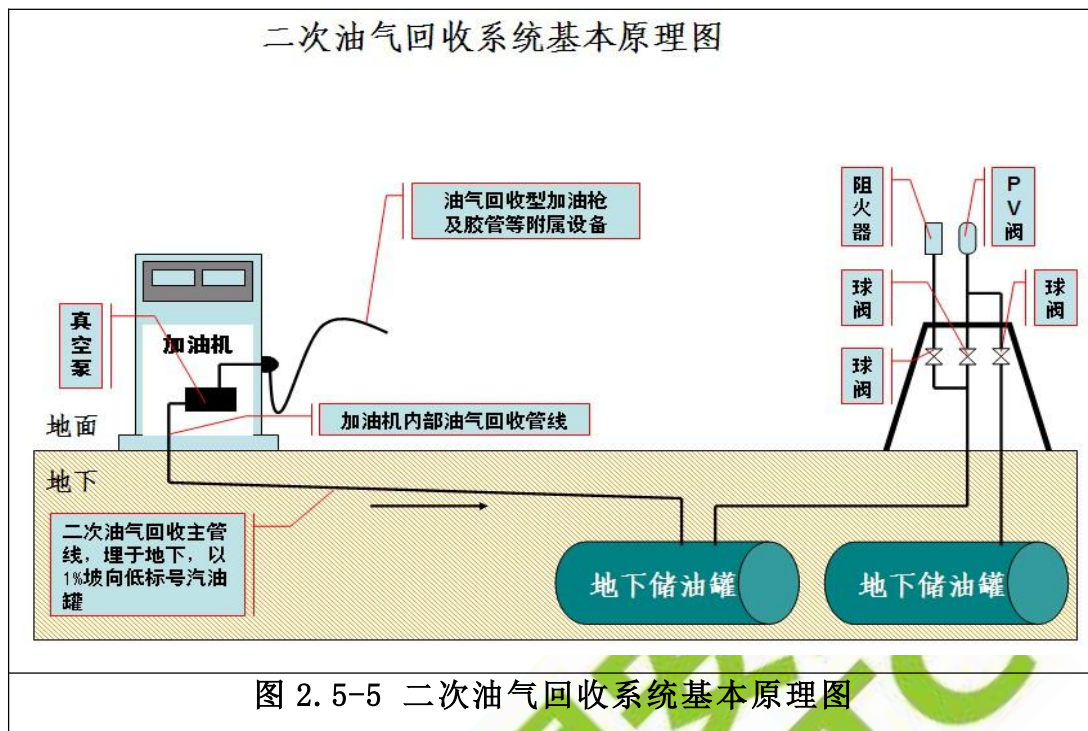 二次油气回收系统基本原理图
阻
火
器
P
V
阀
油气回收型加油枪
及胶管等附属设备
球
阀
球
阀
真
空
泵
加油机
球
阀
地面
加油机内部油气回收管线
地下
二次油气回收主管
线，埋于地下，以
1%坡向低标号汽油
罐
地下储油罐
地下储油罐
图 2.5-5 二次油气回收系统基本原理图